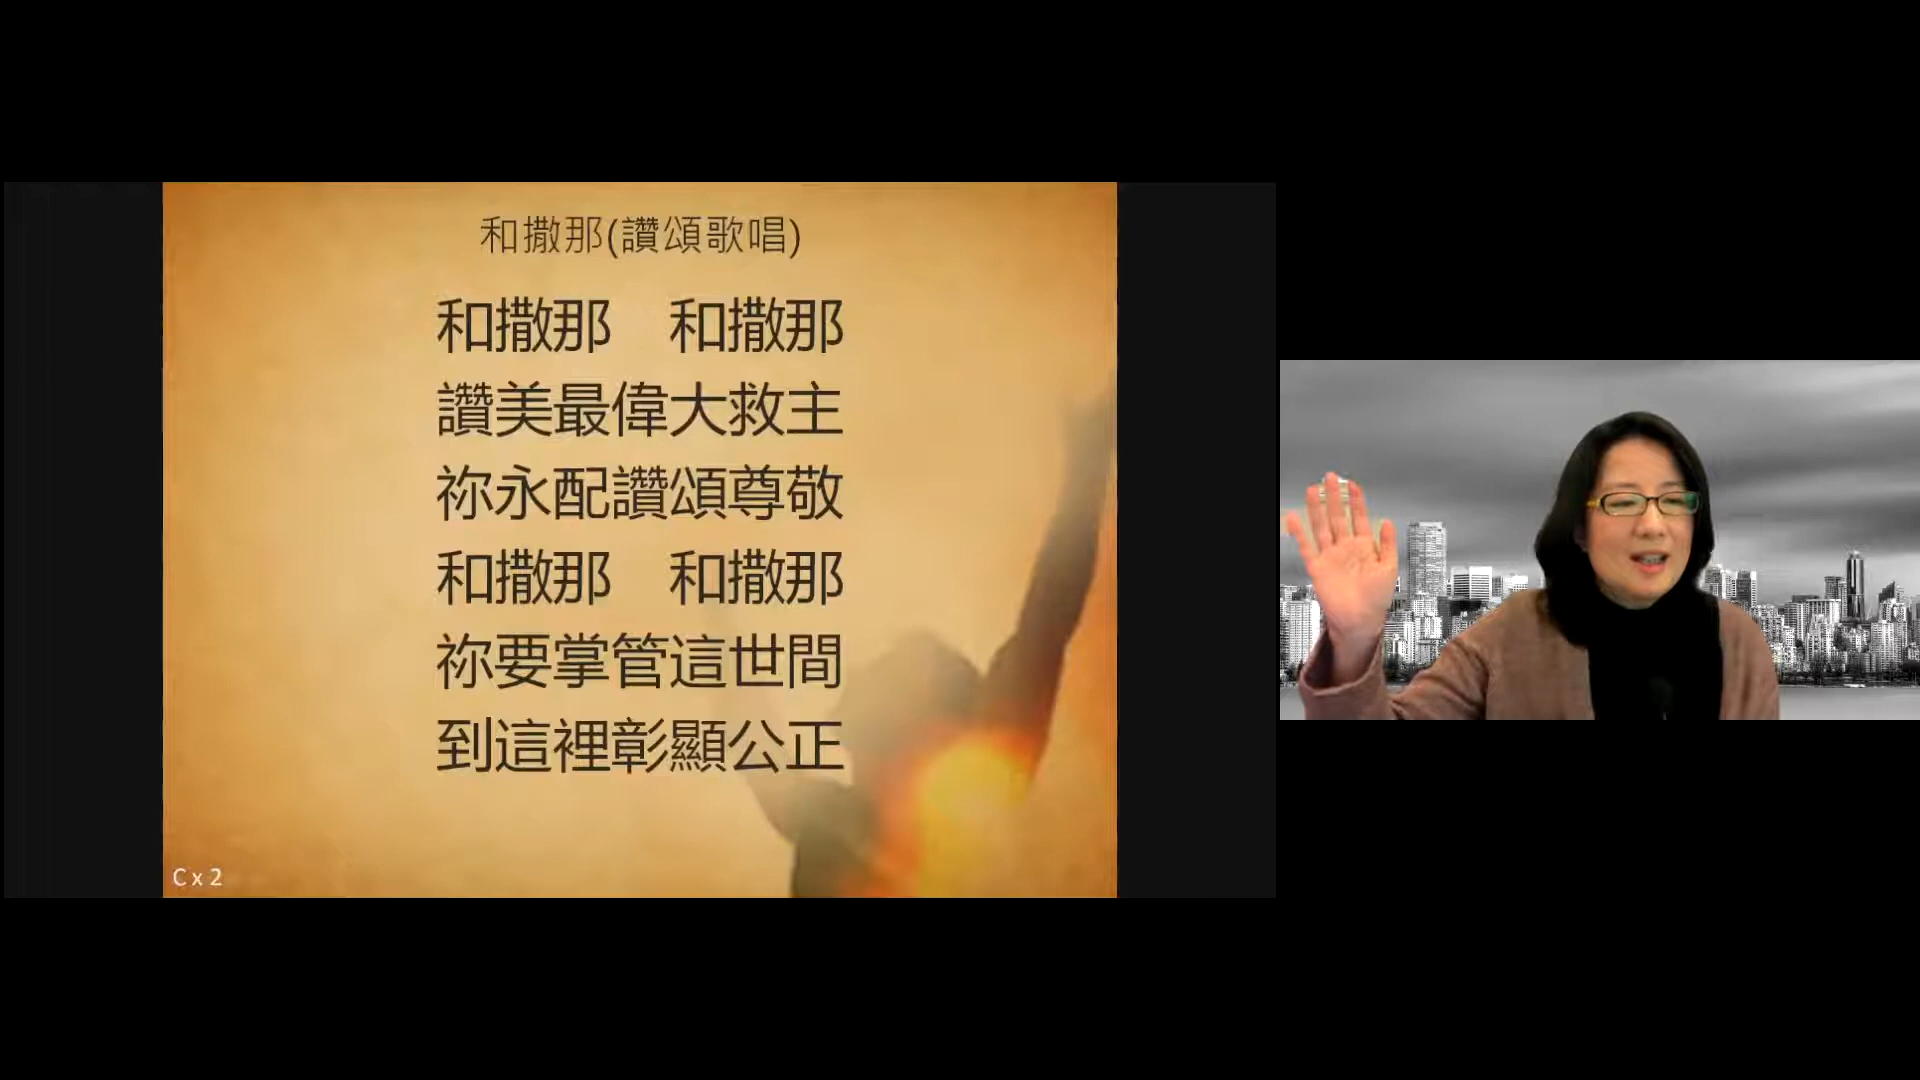 和撒那(讚頌歌唱)
和撒那　和撒那
讚美最偉大救主
祢永配讚頌尊敬
和撒那　和撒那
祢要掌管這世間
到這裡彰顯公正
C x 2